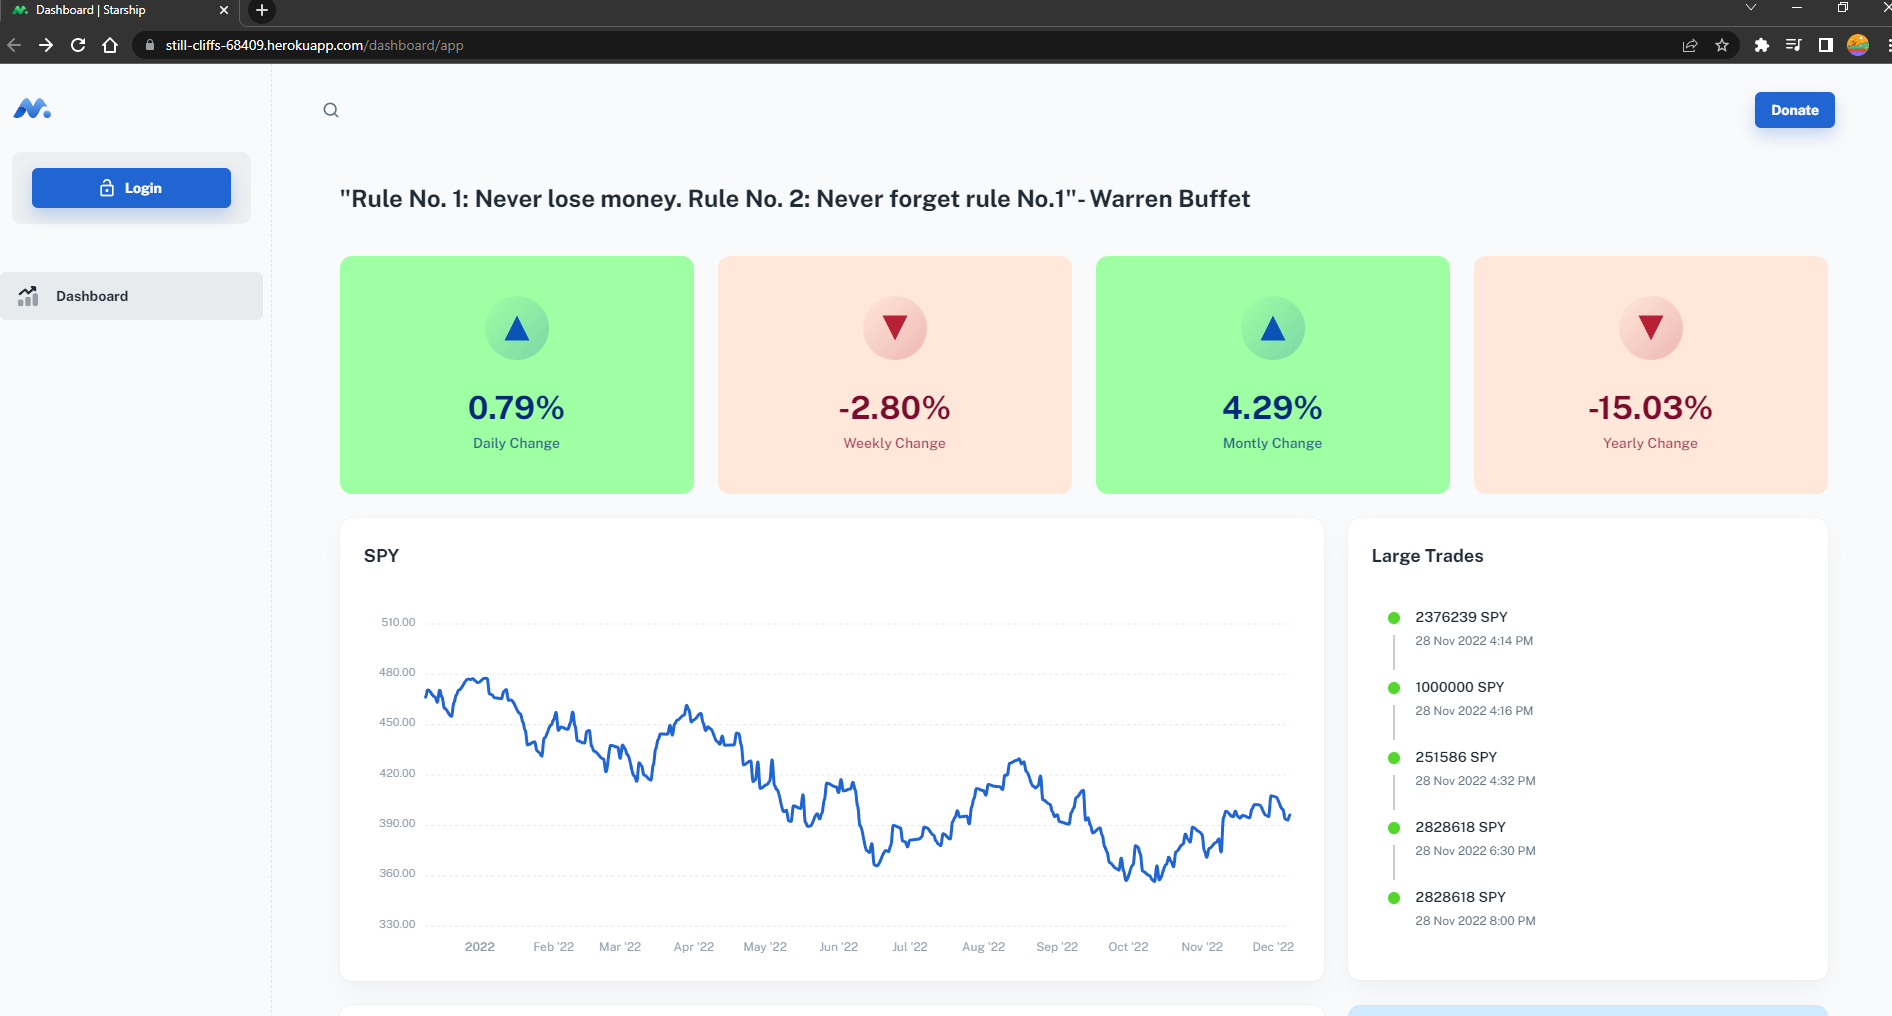 Dashboard | Starship
still-cliffs-68409.herokuapp.com/dashboard/app
Donate
Login
Dashboard
"Rule No. 1: Never lose money. Rule No. 2: Never forget rule No.1"- Warren Buffet
0.79%
Daily Change
-2.80%
Weekly Change
4.29%
Montly Change
-15.03%
Yearly Change
SPY
510.00
480.00
450.00
420.00
390.00
360.00
330.00
2022 Feb '22 Mar '22 Apr '22 May '22 Jun '22 Jul '22 Aug '22 Sep '22 Oct '22 Nov '22 Dec '22
Large Trades
2376239 SPY
28 Nov 2022 4:14 PM
1000000 SPY
28 Nov 2022 4:16 PM
251586 SPY
28 Nov 2022 4:32 PM
2828618 SPY
28 Nov 2022 6:30 PM
2828618 SPY
28 Nov 2022 8:00 PM